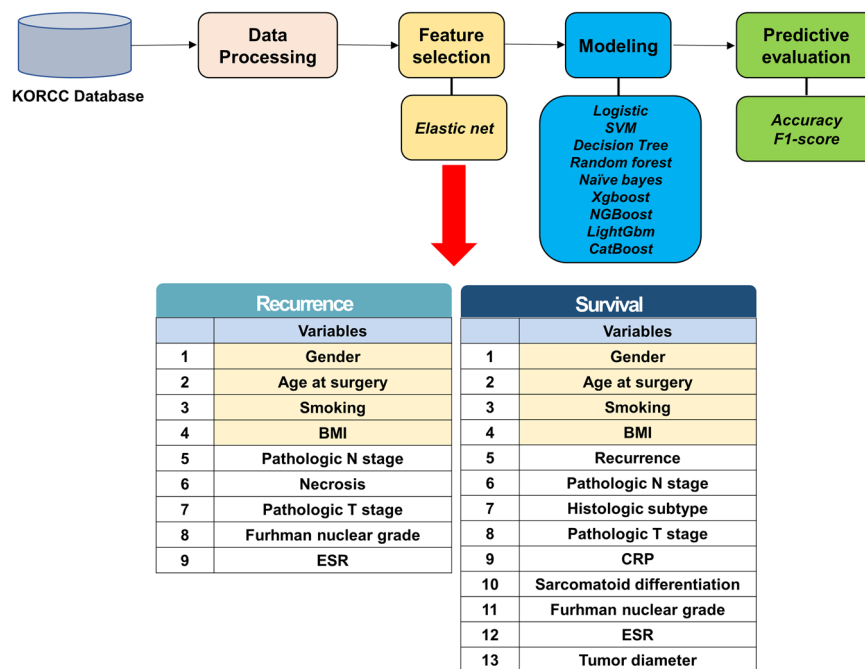 KORCC Database
Data
Processing
Feature
selection
Modeling
Predictive
evaluation
Elastic net
Logistic
SVM
Decision Tree
Random forest
Naïve bayes
Xgboost
NGBoost
LightGbm
CatBoost
Accuracy
F1-score
Recurrence
Variables
1 Gender
2 Age at surgery
3 Smoking
4 BMI
5 Pathologic N stage
6 Necrosis
7 Pathologic T stage
8 Furhman nuclear grade
9 ESR
Survival
Variables
1 Gender
2 Age at surgery
3 Smoking
4 BMI
5 Recurrence
6 Pathologic N stage
7 Histologic subtype
8 Pathologic T stage
9 CRP
10 Sarcomatoid differentiation
11 Furhman nuclear grade
12 ESR
13 Tumor diameter